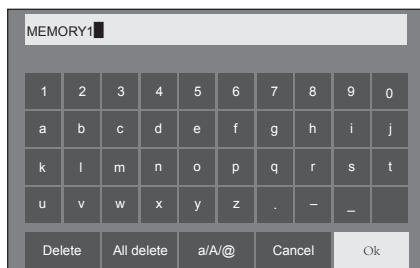 MEMORY1
1 2 3 4 5 6 7 8 9 0
a b c d e f g h i j
k l m n o p q r s t
u v w x y z . – _
Delete All delete a/A/@ Cancel Ok